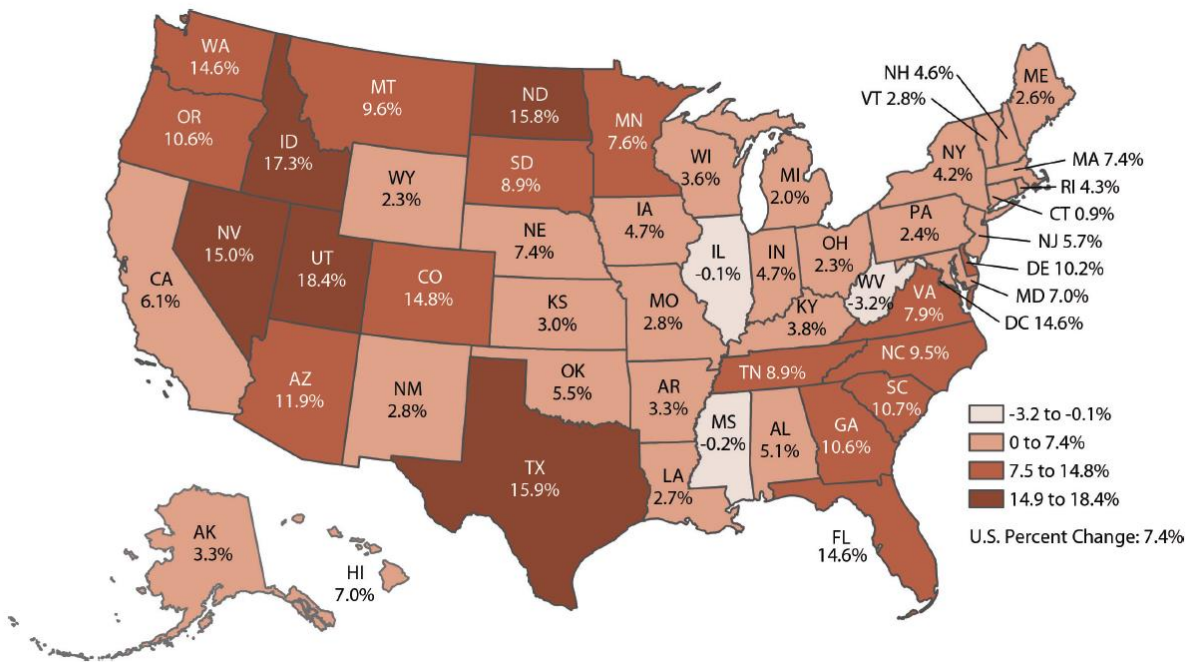 WA
14.6%
MT
9.6%
ND
15.8%
MN
7.6%
OR
10.6%
ID
17.3%
SD
8.9%
WI
3.6%
MI
2.0%
NH 4.6%
VT 2.8%
ME
2.6%
NY
4.2%
MA 7.4%
RI 4.3%
CT 0.9%
WY
2.3%
NE
7.4%
IA
4.7%
PA
2.4%
NJ 5.7%
DE 10.2%
MD 7.0%
DC 14.6%
NV
15.0%
UT
18.4%
CO
14.8%
IL
-0.1%
IN
4.7%
OH
2.3%
WV
-3.2%
VA
7.9%
CA
6.1%
KS
3.0%
MO
2.8%
KY
3.8%
NC 9.5%
TN 8.9%
AZ
11.9%
NM
2.8%
OK
5.5%
AR
3.3%
SC
10.7%
MS
-0.2%
AL
5.1%
GA
10.6%
TX
15.9%
LA
2.7%
FL
14.6%
AK
3.3%
HI
7.0%
-3.2 to -0.1%
0 to 7.4%
7.5 to 14.8%
14.9 to 18.4%
U.S. Percent Change: 7.4%